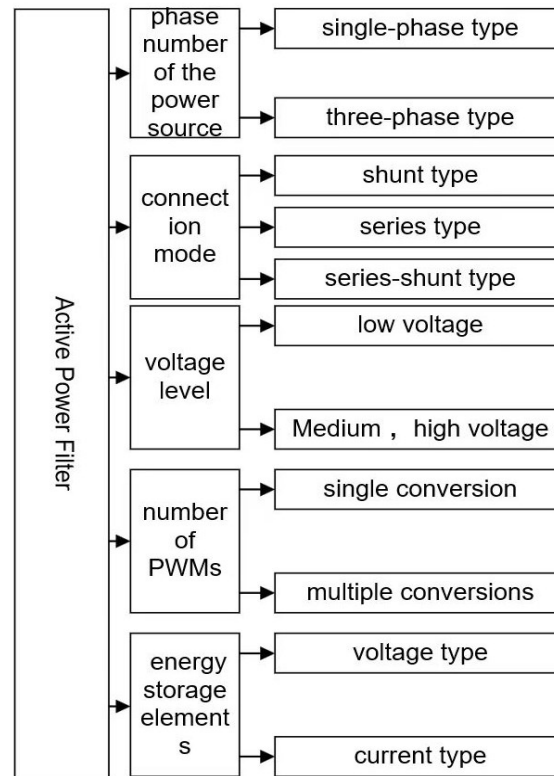 Active Power Filter
phase
number
of the
power
source
single-phase type
three-phase type
connect
ion
mode
shunt type
series type
series-shunt type
voltage
level
low voltage
Medium ，high voltage
number
of
PWMs
single conversion
multiple conversions
energy
storage
element
s
voltage type
current type